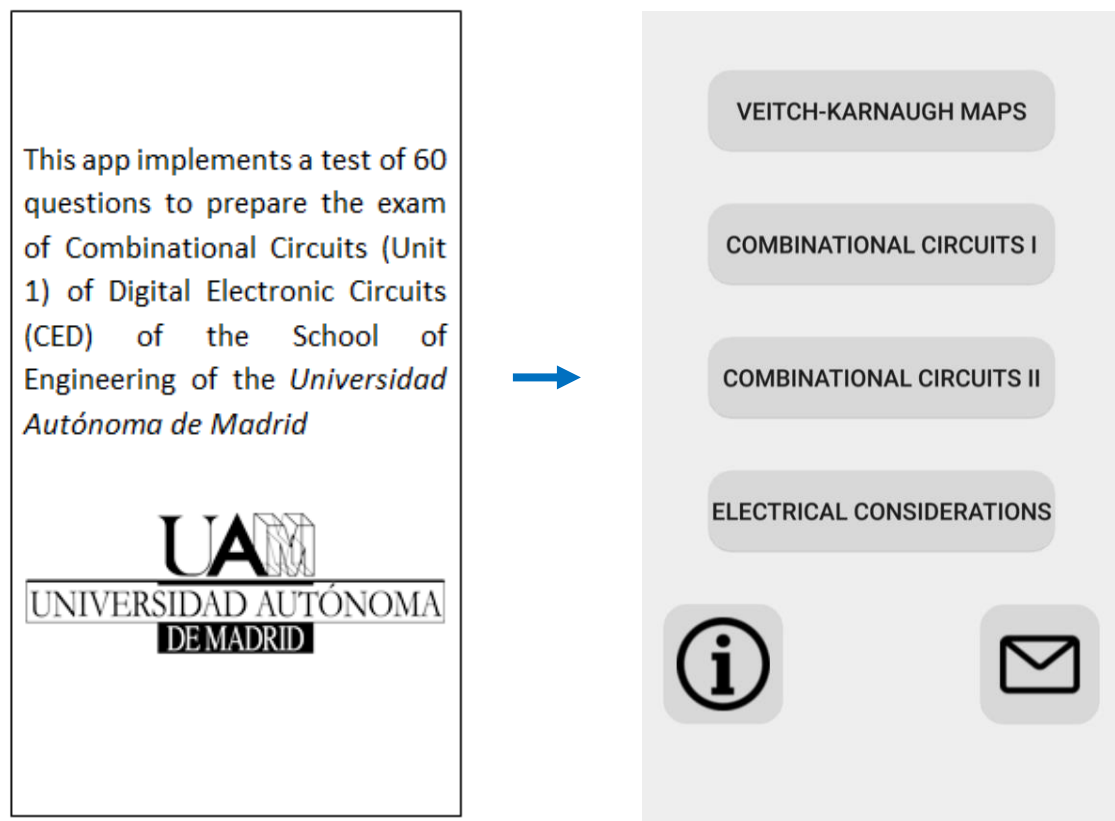 This app implements a test of 60
questions to prepare the exam
of Combinational Circuits (Unit
1) of Digital Electronic Circuits
(CED) of the School of
Engineering of the Universidad
Autónoma de Madrid
UAM
UNIVERSIDAD AUTÓNOMA
DE MADRID
VEITCH-KARNAUGH MAPS
COMBINATIONAL CIRCUITS I
COMBINATIONAL CIRCUITS II
ELECTRICAL CONSIDERATIONS